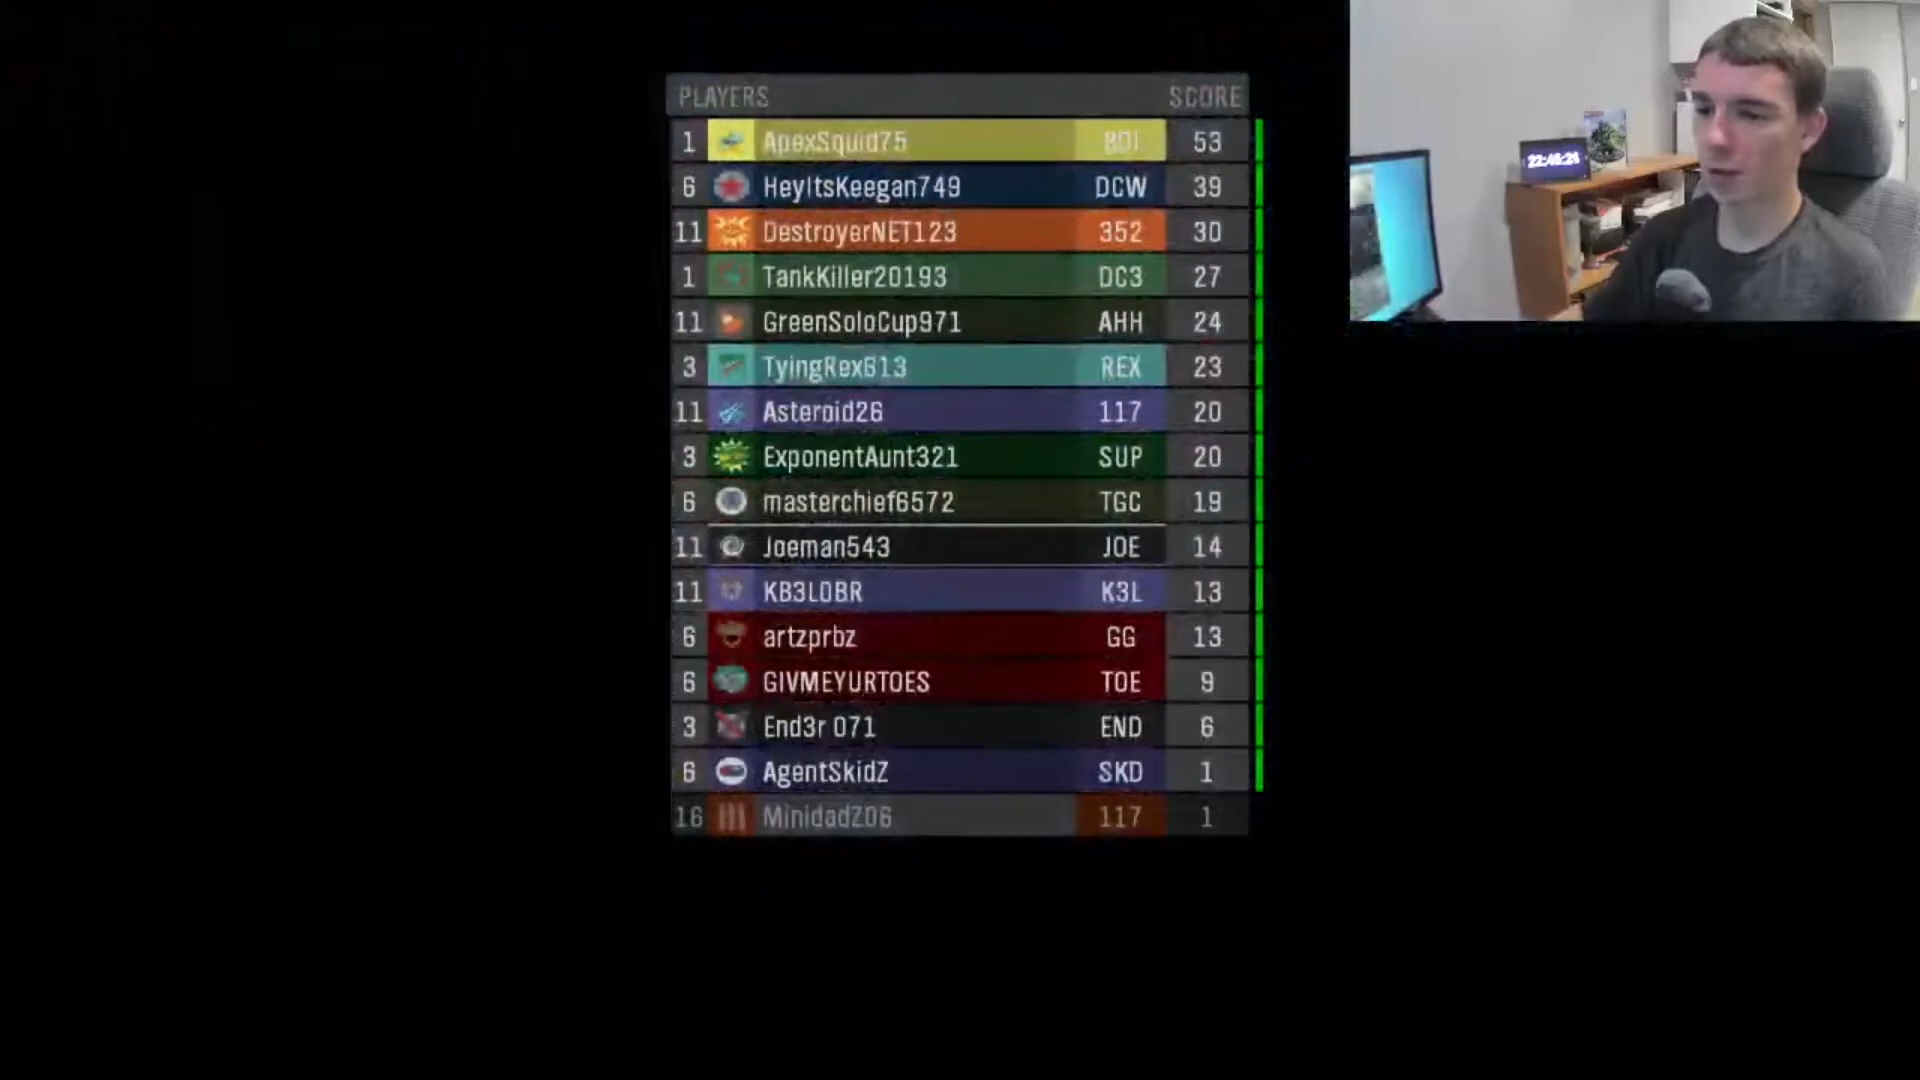 PLAYERS SCORE
1 ApexSquid75 BOI 53
6 HeyItsKeegan749 DCW 39
11 DestroyerNET123 352 30
1 TankKiller20193 DC3 27
11 GreenSoloCup971 AHH 24
3 TyingRex613 REX 23
11 Asteroid26 117 20
3 ExponentAunt321 SUP 20
6 masterchief6572 TGC 19
11 Joeman543 JOE 14
11 KB3LOBR K3L 13
6 artzprbz GG 13
6 GIVMEYURTOES TOE 9
3 End3r 071 END 6
6 AgentSkidZ SKD 1
16 MinidadZ06 117 1